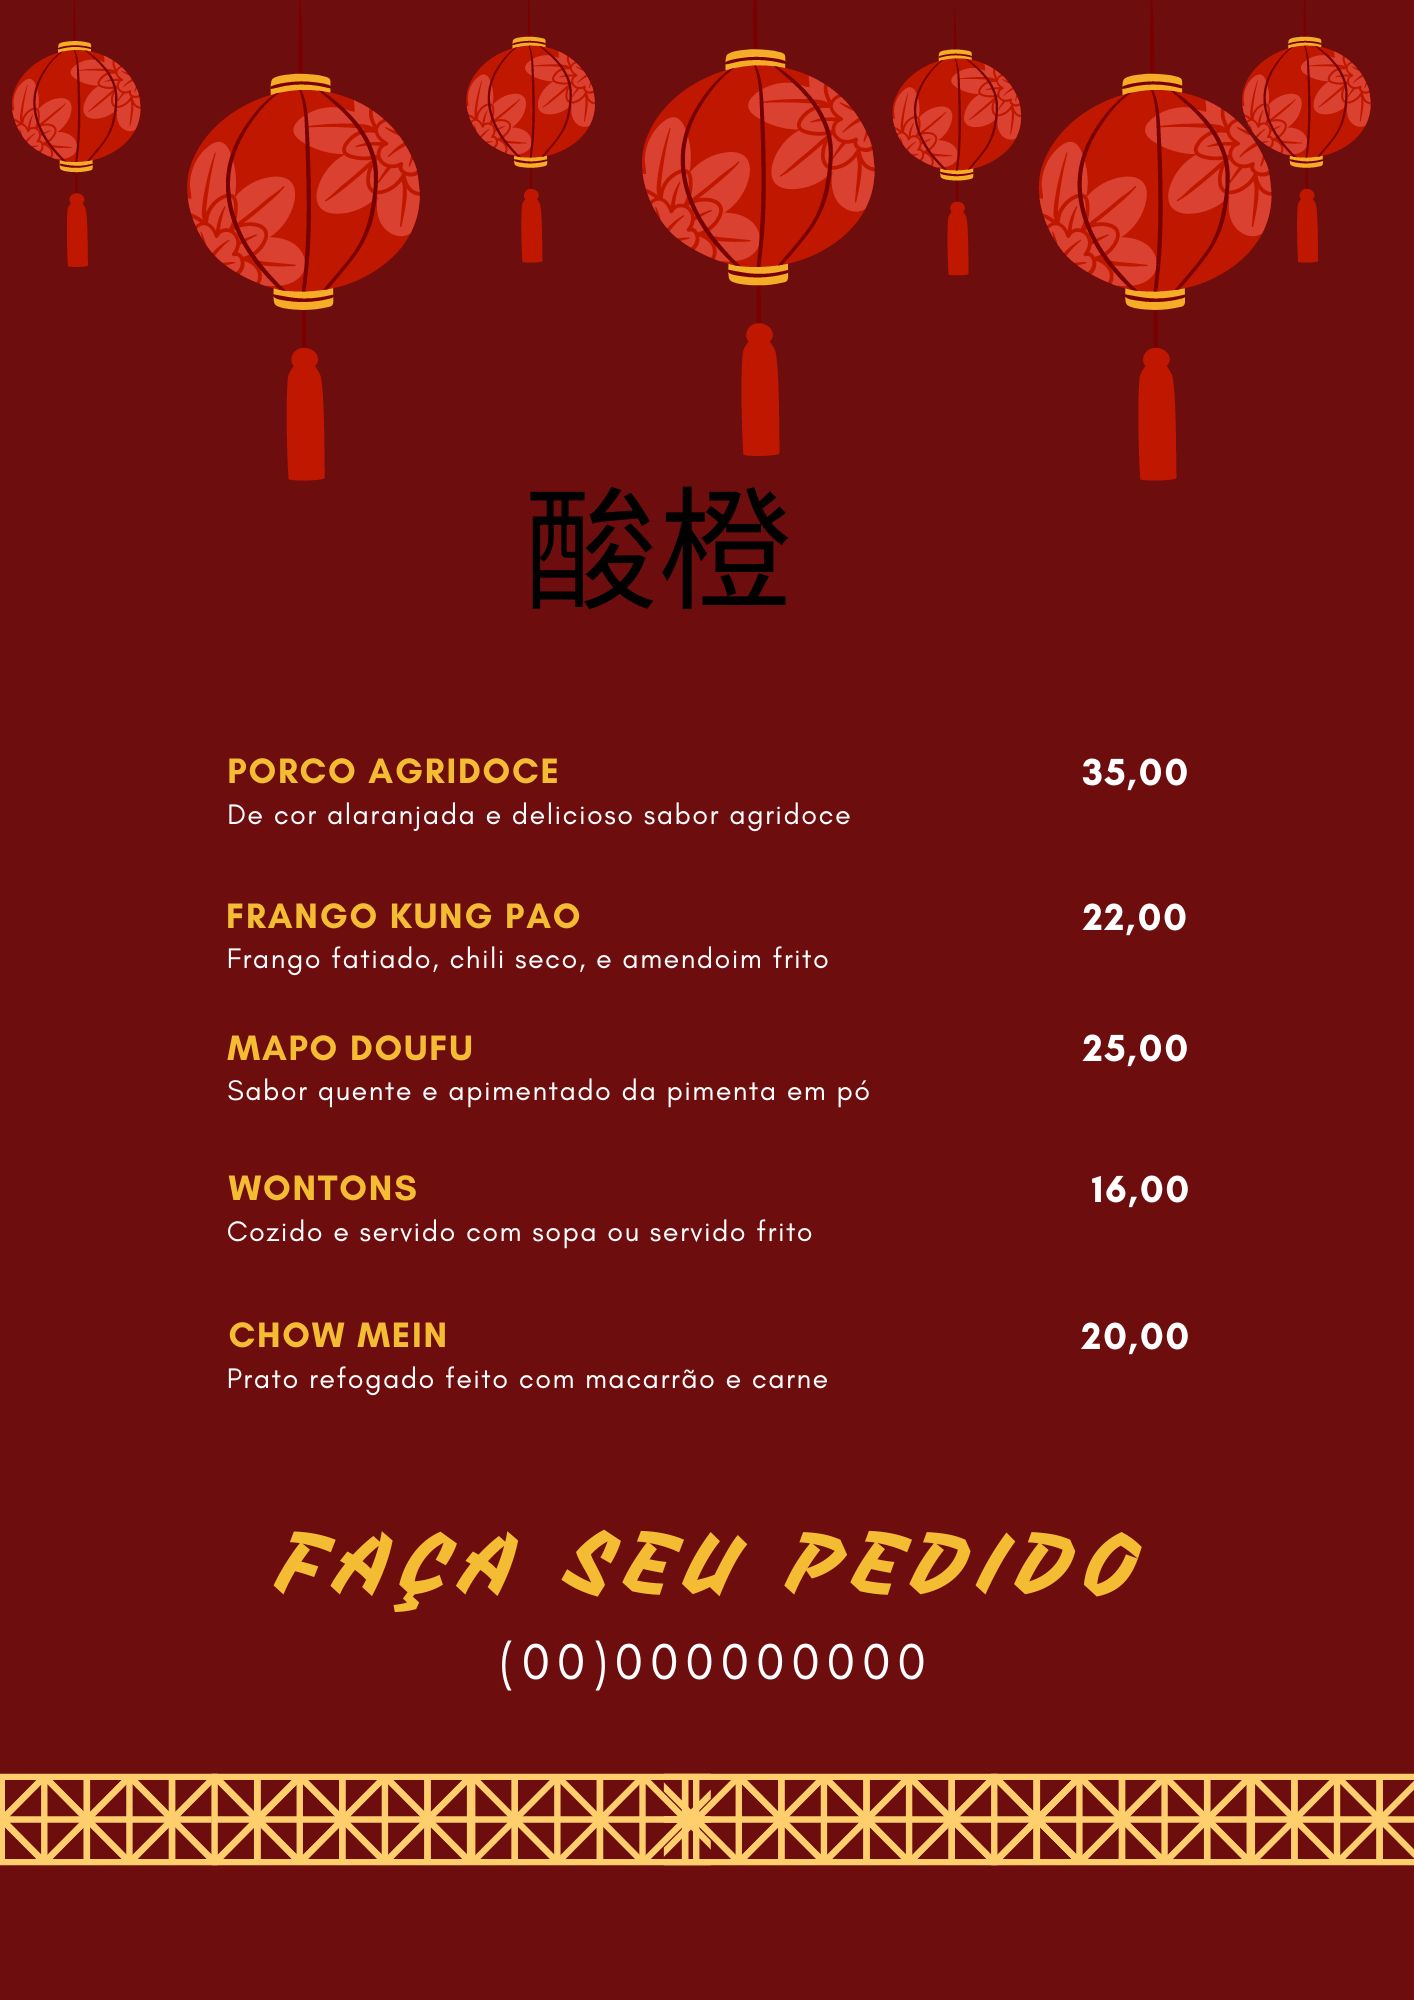 酸橙
PORCO AGRIDOCE 35,00
De cor alaranjada e delicioso sabor agridoce
FRANGO KUNG PAO 22,00
Frango fatiado, chili seco, e amendoim frito
MAPO DOUFU 25,00
Sabor quente e apimentado da pimenta em pó
WONTONS 16,00
Cozido e servido com sopa ou servido frito
CHOW MEIN 20,00
Prato refogado feito com macarrão e carne
FAÇA SEU PEDIDO
(00)000000000